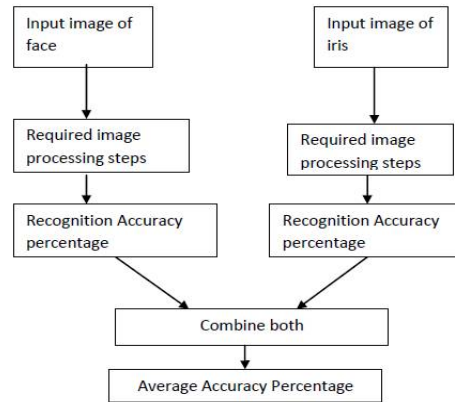 Input image of
face
Input image of
iris
Required image
processing steps
Required image
processing steps
Recognition Accuracy
percentage
Recognition Accuracy
percentage
Combine both
Average Accuracy Percentage